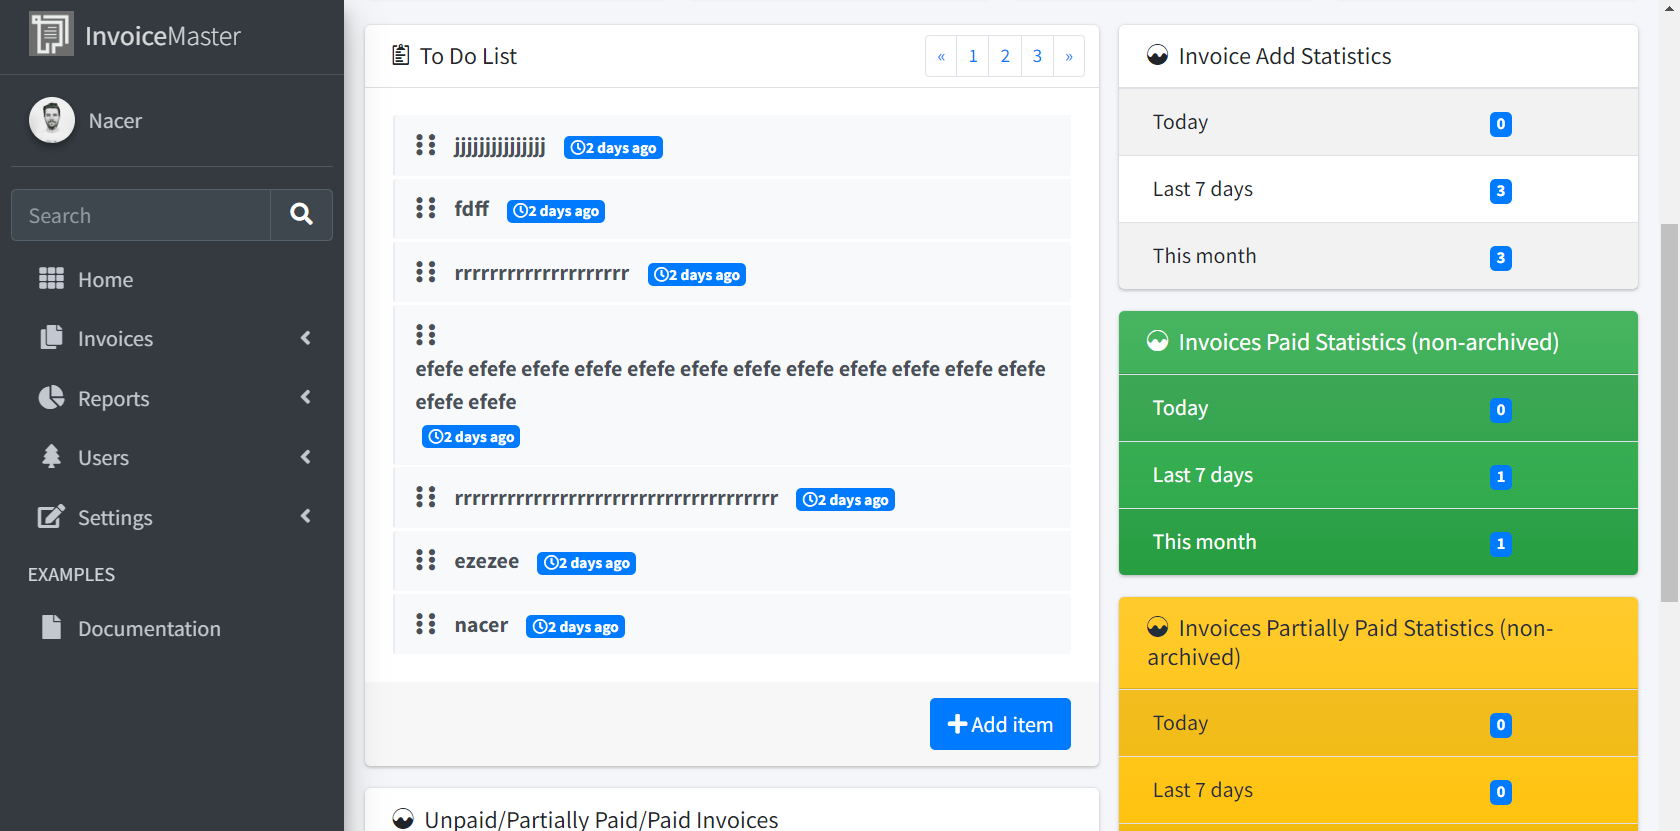 InvoiceMaster
Nacer
Search
Home
Invoices
Reports
Users
Settings
EXAMPLES
Documentation
To Do List
« 1 2 3 »
jjjjjjjjjjjjjjj 2 days ago
fdff 2 days ago
rrrrrrrrrrrrrrrrrrrr 2 days ago
efefe efefe efefe efefe efefe efefe efefe efefe efefe efefe efefe efefe
efefe efefe
2 days ago
rrrrrrrrrrrrrrrrrrrrrrrrrrrrrrrrrrrrr 2 days ago
ezezee 2 days ago
nacer 2 days ago
Add item
Unpaid/Partially Paid/Paid Invoices
Invoice Add Statistics
Today 0
Last 7 days 3
This month 3
Invoices Paid Statistics (non-archived)
Today 0
Last 7 days 1
This month 1
Invoices Partially Paid Statistics (non-
archived)
Today 0
Last 7 days 0